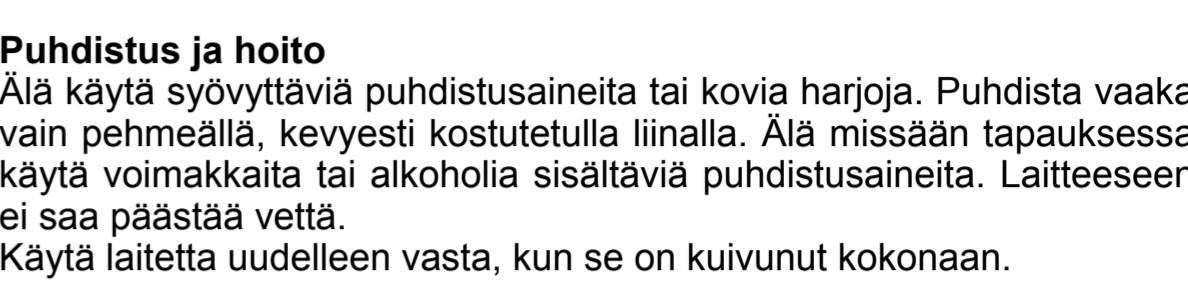 Puhdistus ja hoito
Älä käytä syövyttäviä puhdistusaineita tai kovia harjoja. Puhdista vaaka
vain pehmeällä, kevyesti kostutetulla liinalla. Älä missään tapauksessa
käytä voimakkaita tai alkoholia sisältäviä puhdistusaineita. Laitteeseen
ei saa päästää vettä.
Käytä laitetta uudelleen vasta, kun se on kuivunut kokonaan.